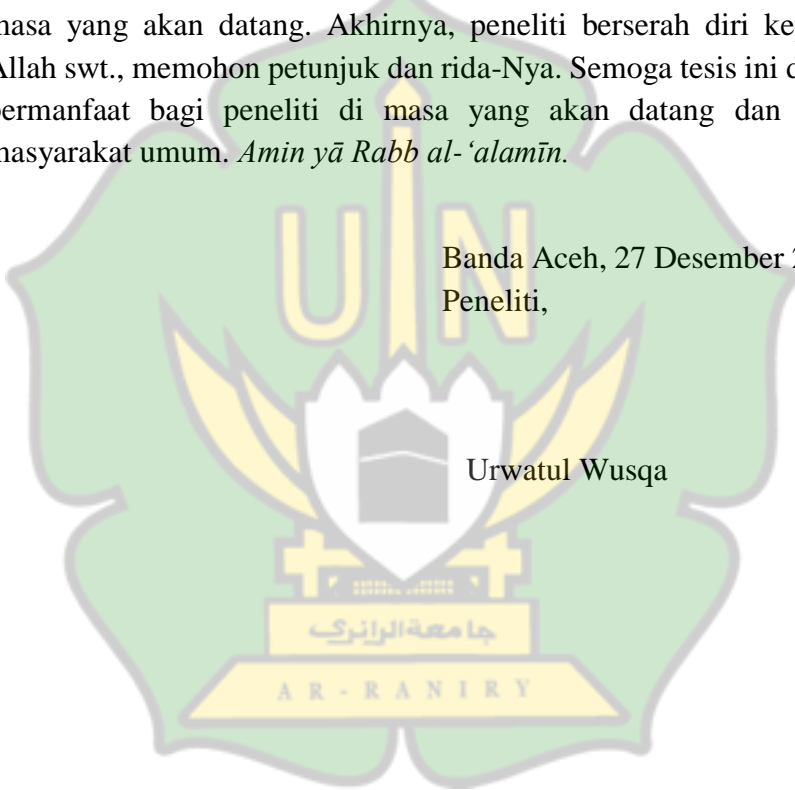 masa yang akan datang. Akhirnya, peneliti berserah diri
Allah swt., memohon petunjuk dan rida-Nya. Semoga tesis ini
bermanfaat bagi peneliti di masa yang akan datang dan
masyarakat umum. Amin yā Rabb al-‘alamīn.
Banda Aceh, 27 Desember
Peneliti,
UIN
Urwatul Wusqa
جامعة الرانري
AR-RANIRY